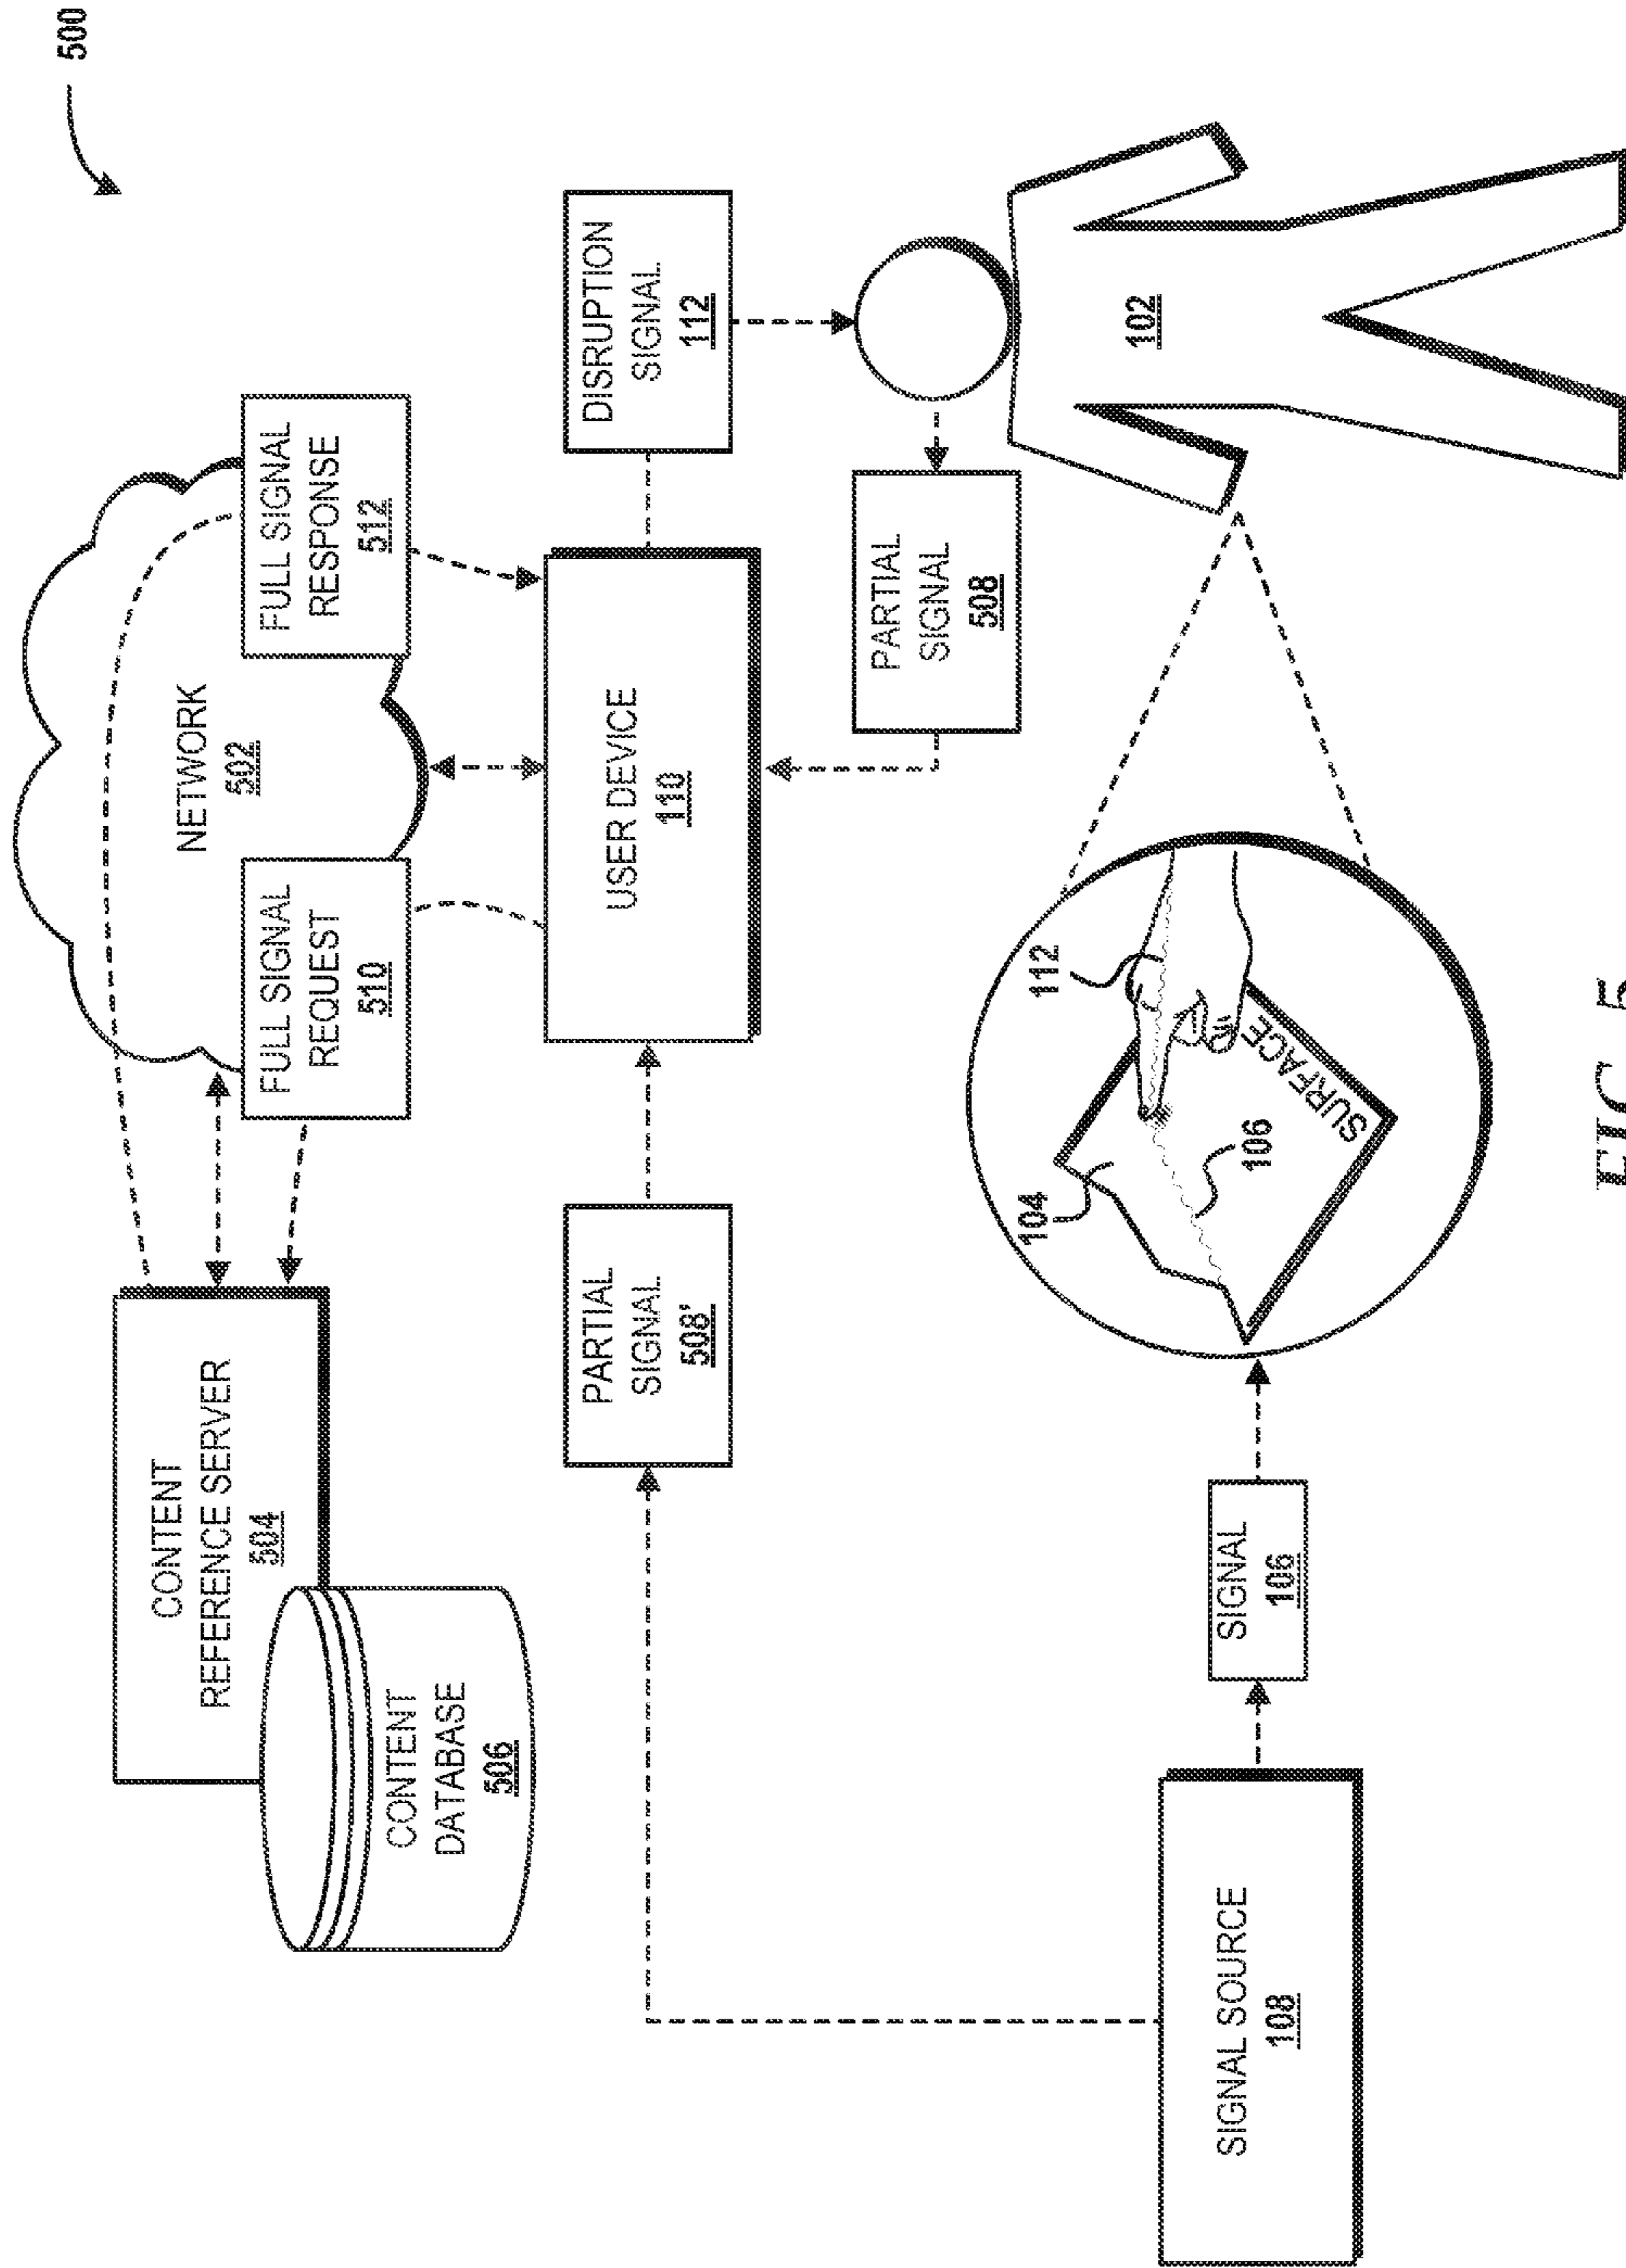 500
CONTENT
REFERENCE SERVER
504
CONTENT
DATABASE
506
NETWORK
502
FULL SIGNAL
REQUEST
510
FULL SIGNAL
RESPONSE
512
PARTIAL
SIGNAL
508'
USER DEVICE
110
DISRUPTION
SIGNAL
112
PARTIAL
SIGNAL
508
102
SIGNAL SOURCE
108
SIGNAL
106
104
112
106
SURFACE
FIG. 5